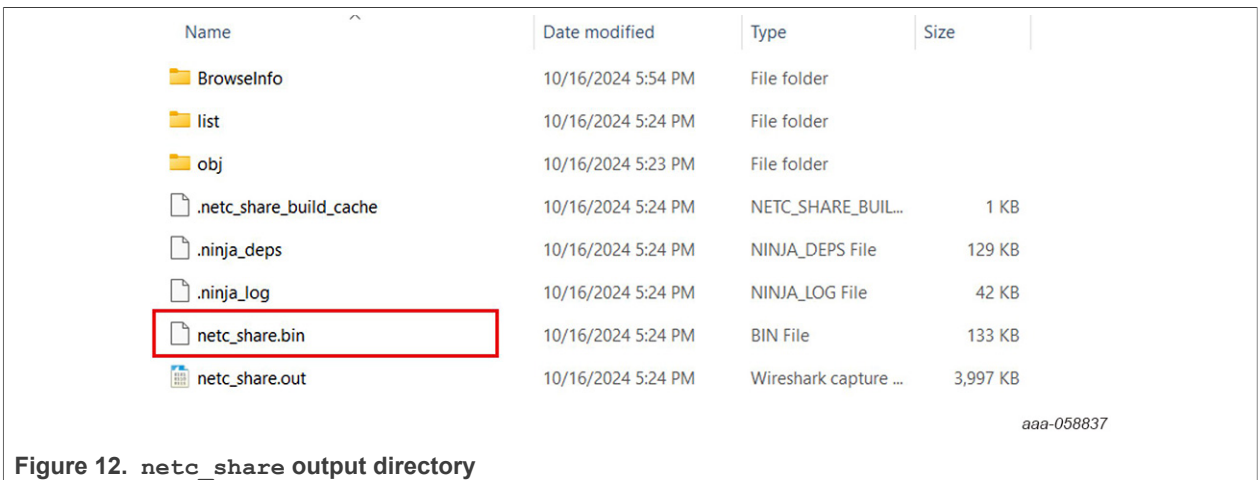 Name Date modified Type Size
BrowseInfo 10/16/2024 5:54 PM File folder
list 10/16/2024 5:24 PM File folder
obj 10/16/2024 5:23 PM File folder
.netc_share_build_cache 10/16/2024 5:24 PM NETC_SHARE_BUIL... 1 KB
.ninja_deps 10/16/2024 5:24 PM NINJA_DEPS File 129 KB
.ninja_log 10/16/2024 5:24 PM NINJA_LOG File 42 KB
netc_share.bin 10/16/2024 5:24 PM BIN File 133 KB
netc_share.out 10/16/2024 5:24 PM Wireshark capture ... 3,997 KB
aaa-058837
Figure 12. netc_share output directory